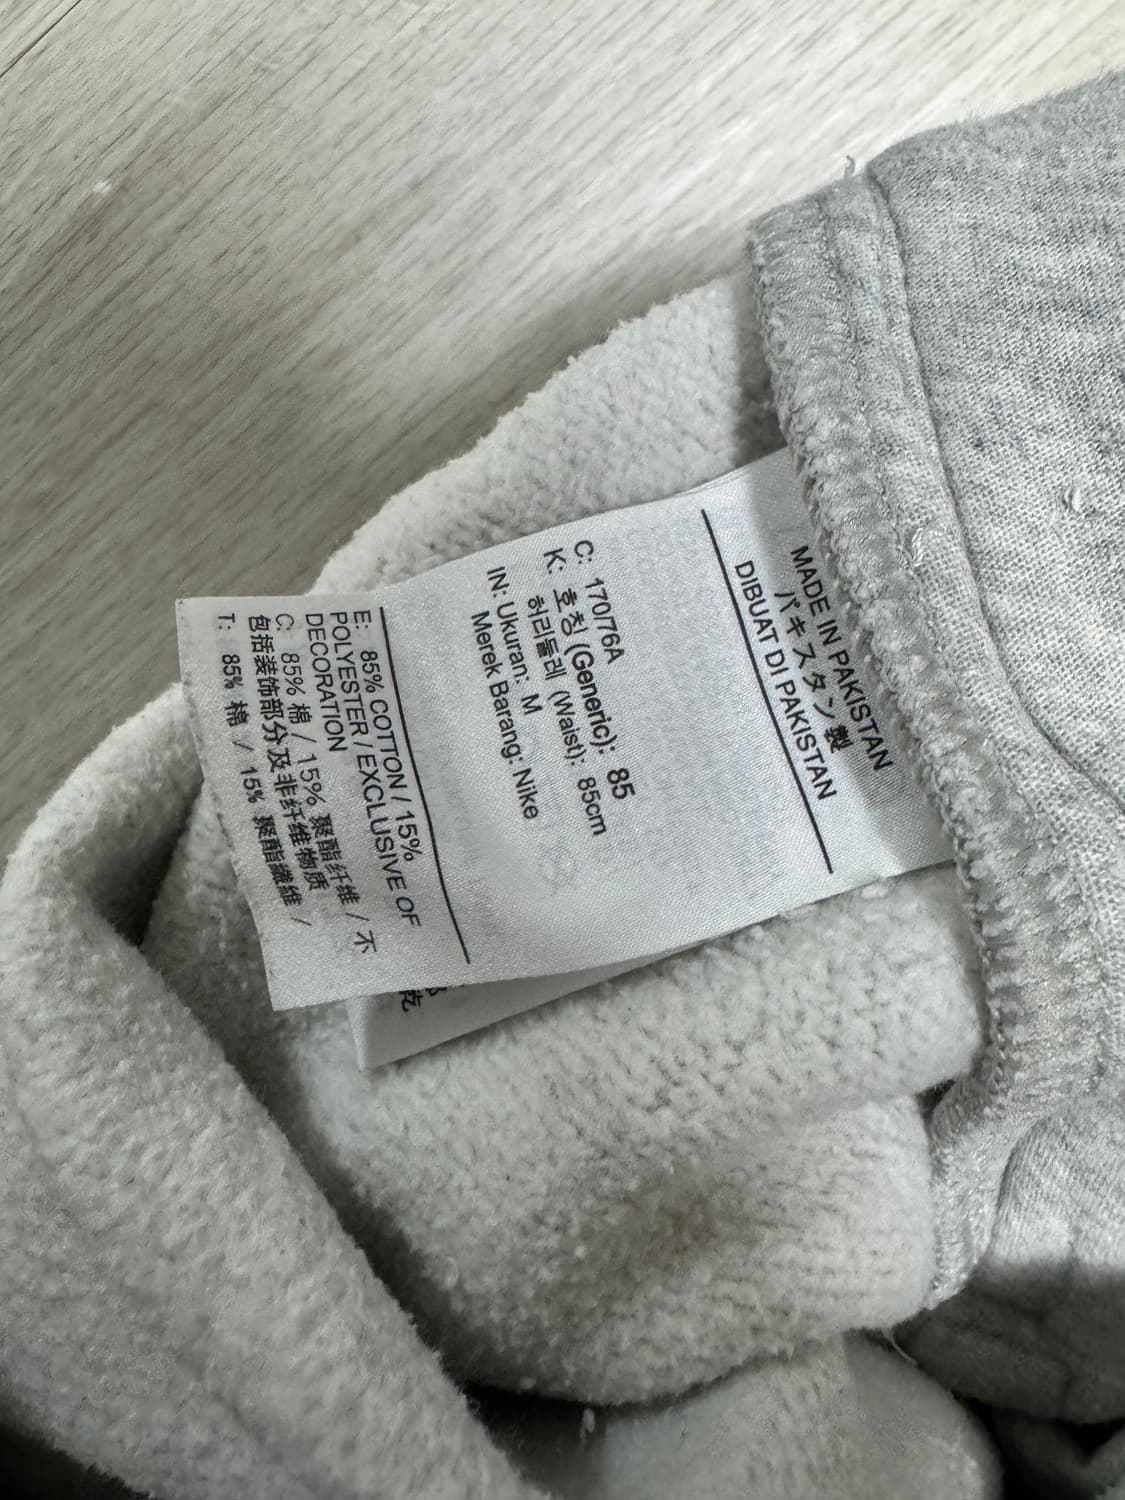 MADE IN PAKISTAN
パキスタン製
DIBUAT DI PAKISTAN
C: 170/76A
K: 호칭 (Generic): 85
허리둘레 (Waist): 85cm
IN: Ukuran: M
Merek Barang: Nike
E: 85% COTTON / 15%
POLYESTER / EXCLUSIVE OF
DECORATION
C: 85% 棉 / 15% 聚酯纤维 / 不
包括装饰部分及非纤维物质
T: 85% 棉 / 15% 聚酯纖維 /